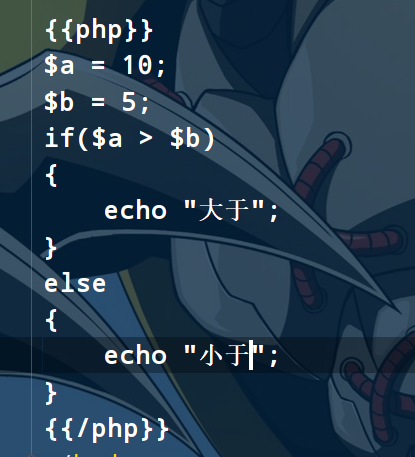 {{php}}
$a = 10;
$b = 5;
if($a > $b)
{
    echo "大于";
}
else
{
    echo "小于";
}
{{/php}}